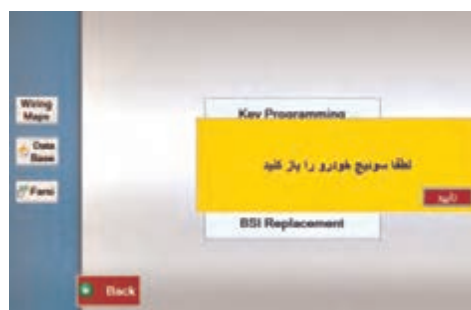 Wiring
Maps
Data
Base
Farsi
Key Programming
لطفا سوئیچ خودرو را باز کنید
تایید
BSI Replacement
Back